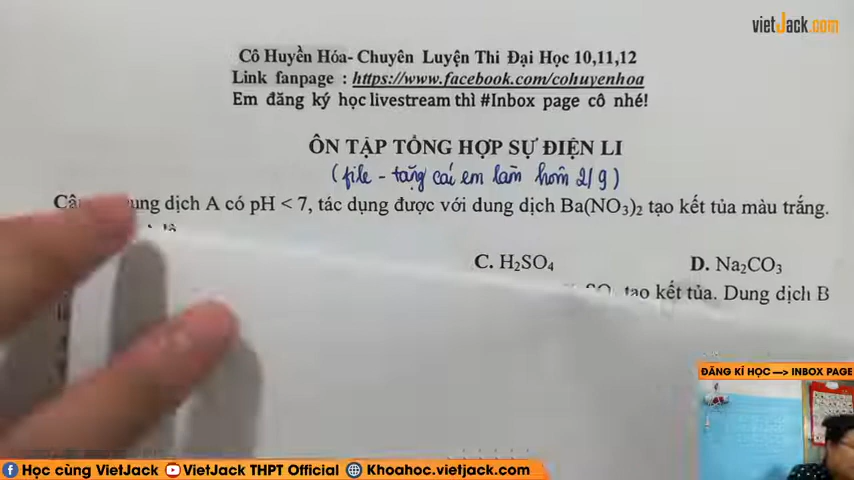 vietJack.com
Cô Huyền Hóa- Chuyên Luyện Thi Đại Học 10,11,12
Link fanpage : https://www.facebook.com/cohuyenhoa
Em đăng ký học livestream thì #Inbox page cô nhé!
ÔN TẬP TỔNG HỢP SỰ ĐIỆN LI
(file - tặng các em làm hôm 2/9)
dịch A có pH < 7, tác dụng được với dung dịch Ba(NO₃)₂ tạo kết tủa màu trắng.
C. H₂SO₄ D. Na₂CO₃
tạo kết tủa. Dung dịch B
ĐĂNG KÍ HỌC —> INBOX PAGE
Học cùng VietJack VietJack THPT Official Khoahoc.vietjack.com